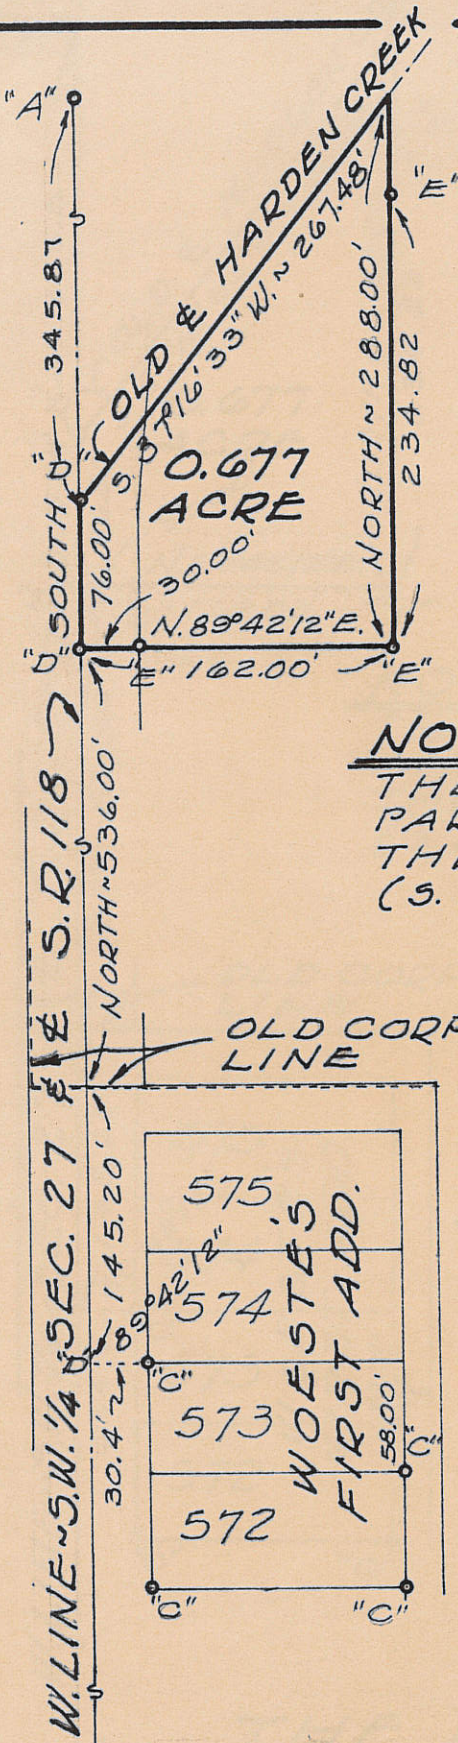 "A"
345.87
SOUTH
"D"
76.00'
OLD ℄ HARDEN CREEK
S. 37°16'33" W. ~ 267.48'
"E"
NORTH ~ 288.00'
234.82
0.677
ACRE
30.00'
N. 89°42'12"E.
"D"
"E"
162.00'
"E"
NORTH ~ 536.00'
NO
TH
PAR
THE
(S.
OLD CORP
LINE
W. LINE ~ S.W. 1/4 SEC. 27 & ℄ S.R. 118
145.20'
"D"
89°42'12"
30.4'
575
574
"C"
573
572
WOESTE'S
FIRST ADD.
58.00'
"C"
"C"
"C"